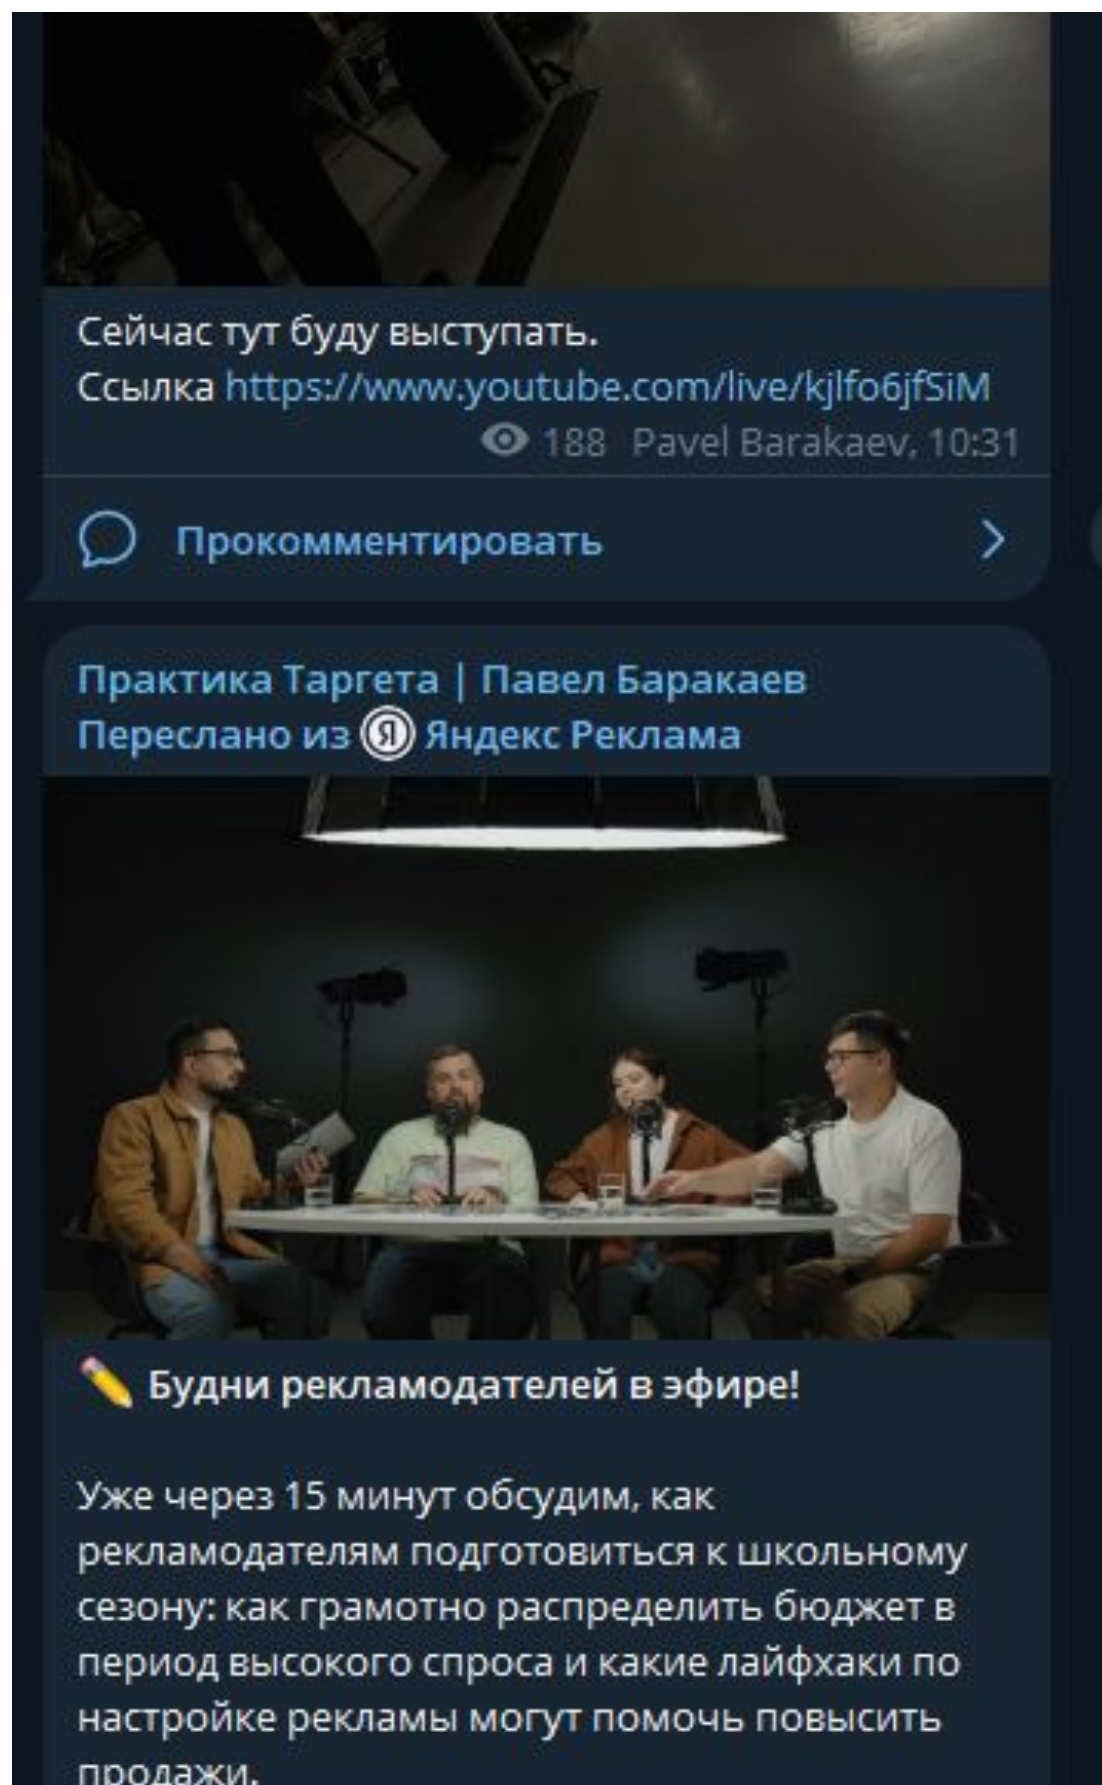 Сейчас тут буду выступать.
Ссылка https://www.youtube.com/live/kjlfo6jfSiM
188 Pavel Barakaev, 10:31
Прокомментировать
Практика Таргета | Павел Баракаев
Переслано из Я Яндекс Реклама
Будни рекламодателей в эфире!
Уже через 15 минут обсудим, как
рекламодателям подготовиться к школьному
сезону: как грамотно распределить бюджет в
период высокого спроса и какие лайфхаки по
настройке рекламы могут помочь повысить
продажи.